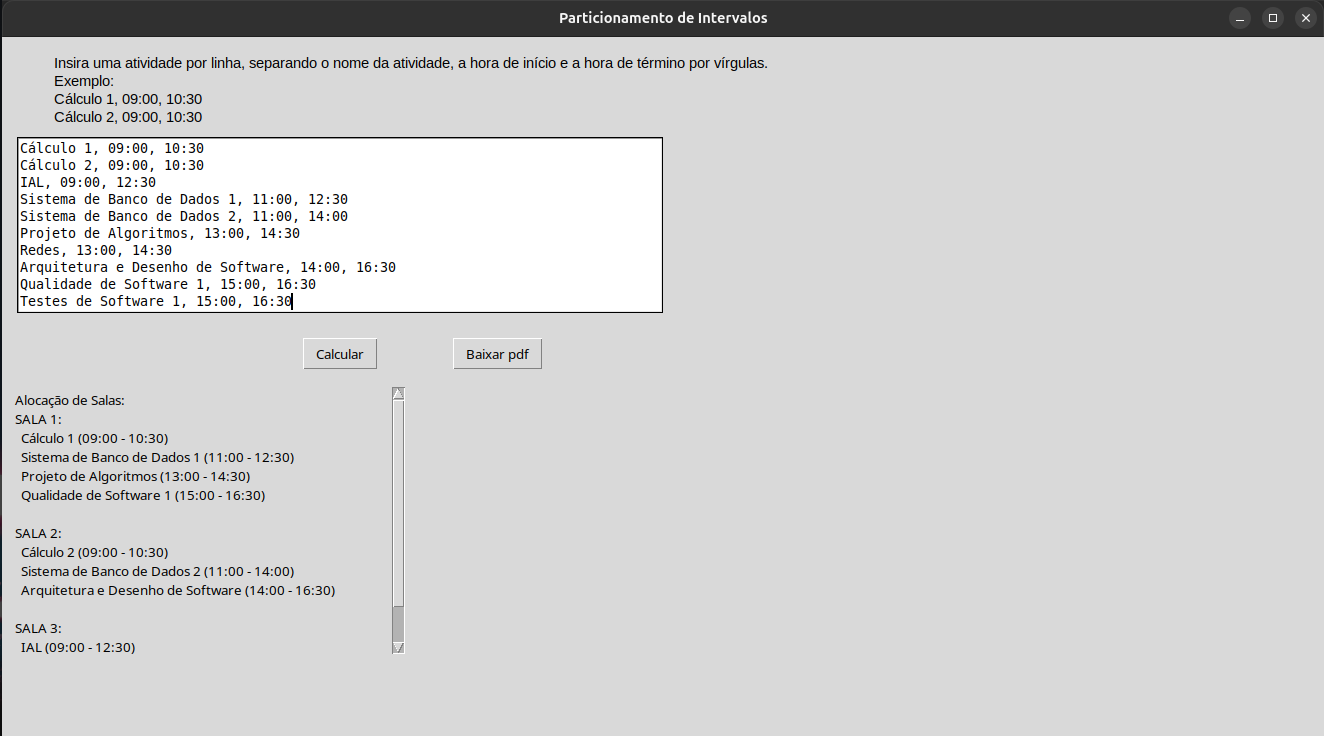 Particionamento de Intervalos
Insira uma atividade por linha, separando o nome da atividade, a hora de início e a hora de término por vírgulas.
Exemplo:
Cálculo 1, 09:00, 10:30
Cálculo 2, 09:00, 10:30
Cálculo 1, 09:00, 10:30
Cálculo 2, 09:00, 10:30
IAL, 09:00, 12:30
Sistema de Banco de Dados 1, 11:00, 12:30
Sistema de Banco de Dados 2, 11:00, 14:00
Projeto de Algoritmos, 13:00, 14:30
Redes, 13:00, 14:30
Arquitetura e Desenho de Software, 14:00, 16:30
Qualidade de Software 1, 15:00, 16:30
Testes de Software 1, 15:00, 16:30
Calcular
Baixar pdf
Alocação de Salas:
SALA 1:
Cálculo 1 (09:00 - 10:30)
Sistema de Banco de Dados 1 (11:00 - 12:30)
Projeto de Algoritmos (13:00 - 14:30)
Qualidade de Software 1 (15:00 - 16:30)
SALA 2:
Cálculo 2 (09:00 - 10:30)
Sistema de Banco de Dados 2 (11:00 - 14:00)
Arquitetura e Desenho de Software (14:00 - 16:30)
SALA 3:
IAL (09:00 - 12:30)